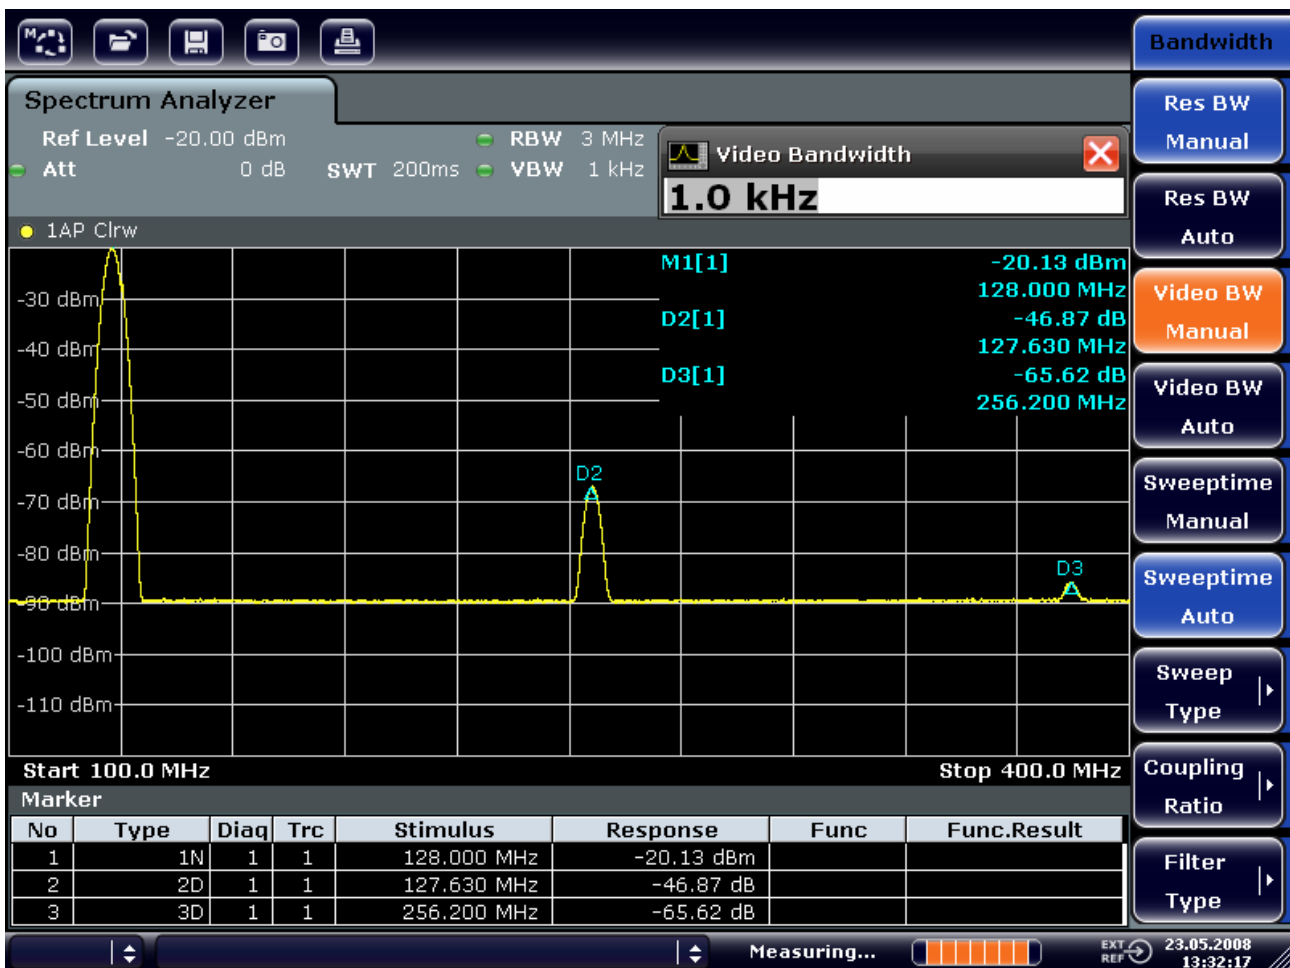 M
Bandwidth
Spectrum Analyzer
Ref Level -20.00 dBm
RBW 3 MHz
Att 0 dB SWT 200ms VBW 1 kHz
Video Bandwidth
1.0 kHz
1AP Clrw
M1[1] -20.13 dBm
128.000 MHz
D2[1] -46.87 dB
127.630 MHz
D3[1] -65.62 dB
256.200 MHz
-30 dBm
-40 dBm
-50 dBm
-60 dBm
-70 dBm
-80 dBm
-90 dBm
-100 dBm
-110 dBm
D2
D3
Start 100.0 MHz Stop 400.0 MHz
Marker
No Type Diaq Trc Stimulus Response Func Func.Result
1 1N 1 1 128.000 MHz -20.13 dBm
2 2D 1 1 127.630 MHz -46.87 dB
3 3D 1 1 256.200 MHz -65.62 dB
Res BW
Manual
Res BW
Auto
Video BW
Manual
Video BW
Auto
Sweeptime
Manual
Sweeptime
Auto
Sweep
Type
Coupling
Ratio
Filter
Type
Measuring...
EXT
REF
23.05.2008
13:32:17